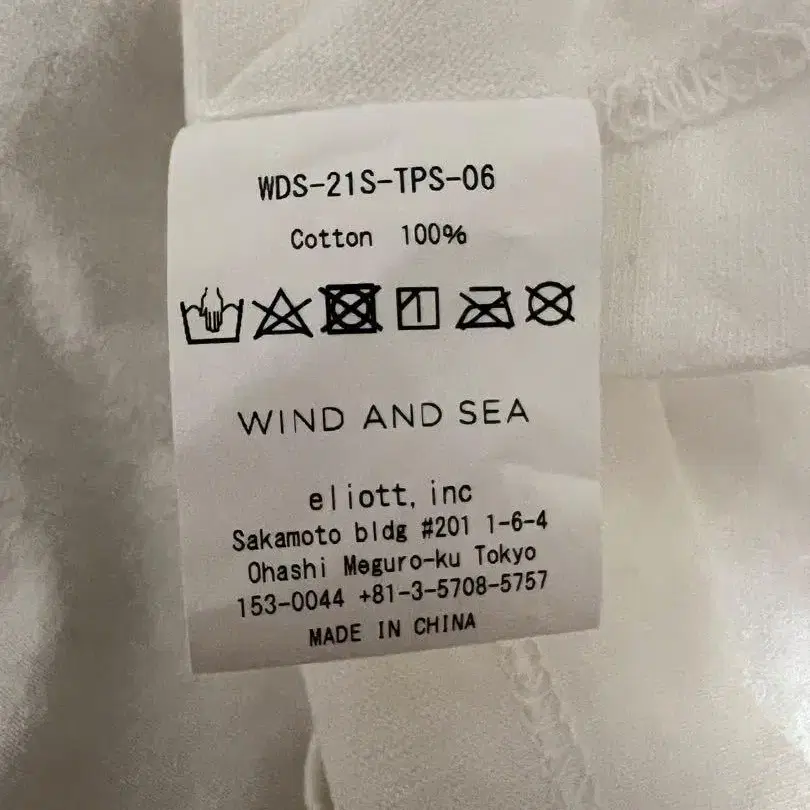 WDS-21S-TPS-06
Cotton 100%
WIND AND SEA
eliott, inc
Sakamoto bldg #201 1-6-4
Ohashi Meguro-ku Tokyo
153-0044 +81-3-5708-5757
MADE IN CHINA